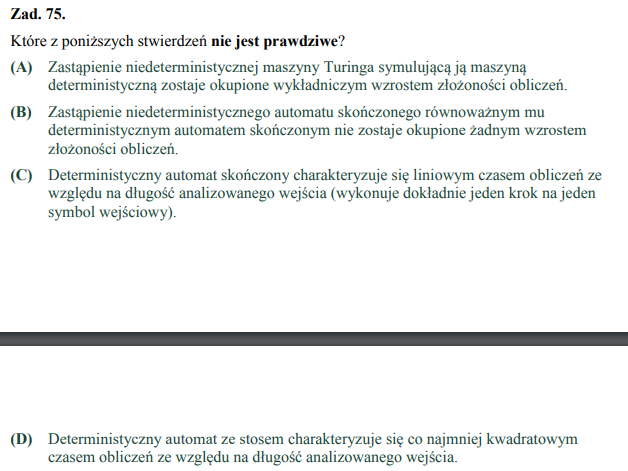 Zad. 75.
Które z poniższych stwierdzeń nie jest prawdziwe?
(A) Zastąpienie niedeterministycznej maszyny Turinga symulującą ją maszyną
deterministyczną zostaje okupione wykładniczym wzrostem złożoności obliczeń.
(B) Zastąpienie niedeterministycznego automatu skończonego równoważnym mu
deterministycznym automatem skończonym nie zostaje okupione żadnym wzrostem
złożoności obliczeń.
(C) Deterministyczny automat skończony charakteryzuje się liniowym czasem obliczeń ze
względu na długość analizowanego wejścia (wykonuje dokładnie jeden krok na jeden
symbol wejściowy).
(D) Deterministyczny automat ze stosem charakteryzuje się co najmniej kwadratowym
czasem obliczeń ze względu na długość analizowanego wejścia.